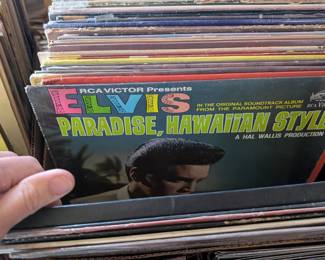 RCA VICTOR Presents
ELVIS
IN THE ORIGINAL SOUNDTRACK ALBUM
FROM THE PARAMOUNT PICTURE
PARADISE, HAWAIIAN STYLE
A HAL WALLIS PRODUCTION